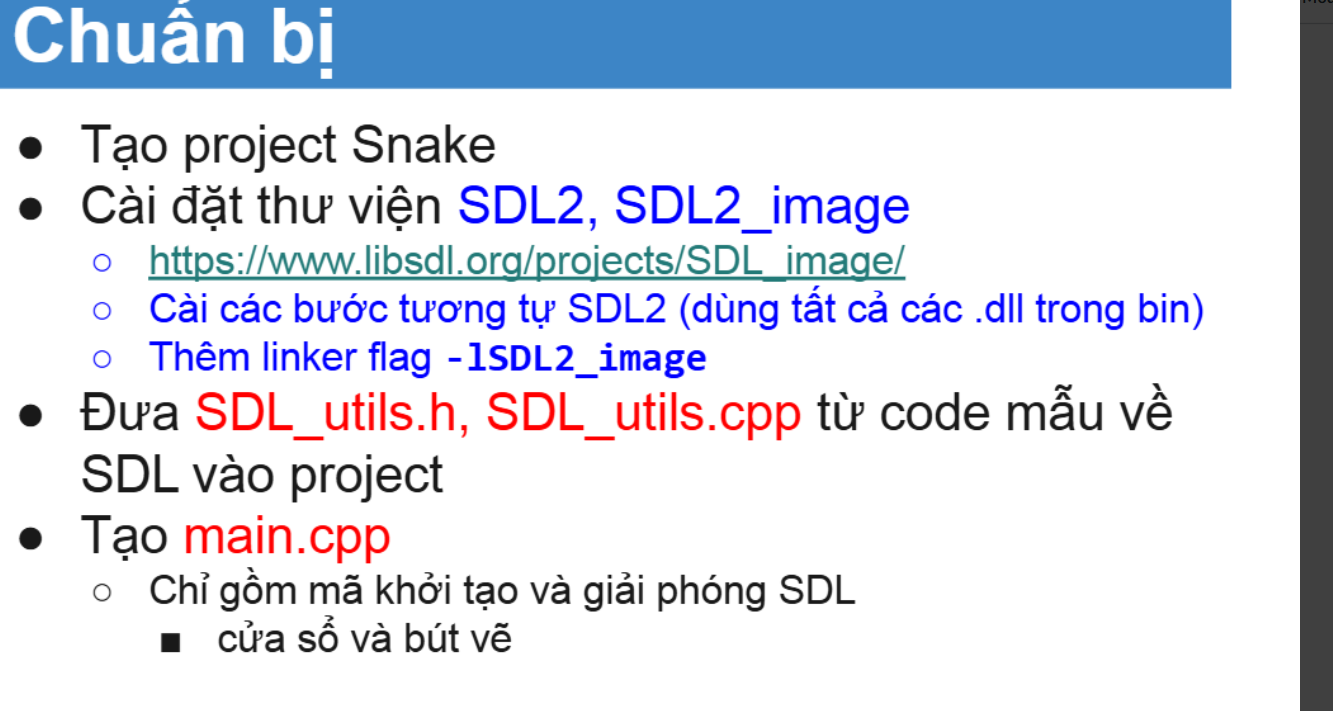 Chuẩn bị
● Tạo project Snake
● Cài đặt thư viện SDL2, SDL2_image
○ https://www.libsdl.org/projects/SDL_image/
○ Cài các bước tương tự SDL2 (dùng tất cả các .dll trong bin)
○ Thêm linker flag -lSDL2_image
● Đưa SDL_utils.h, SDL_utils.cpp từ code mẫu về
SDL vào project
● Tạo main.cpp
○ Chỉ gồm mã khởi tạo và giải phóng SDL
■ cửa sổ và bút vẽ